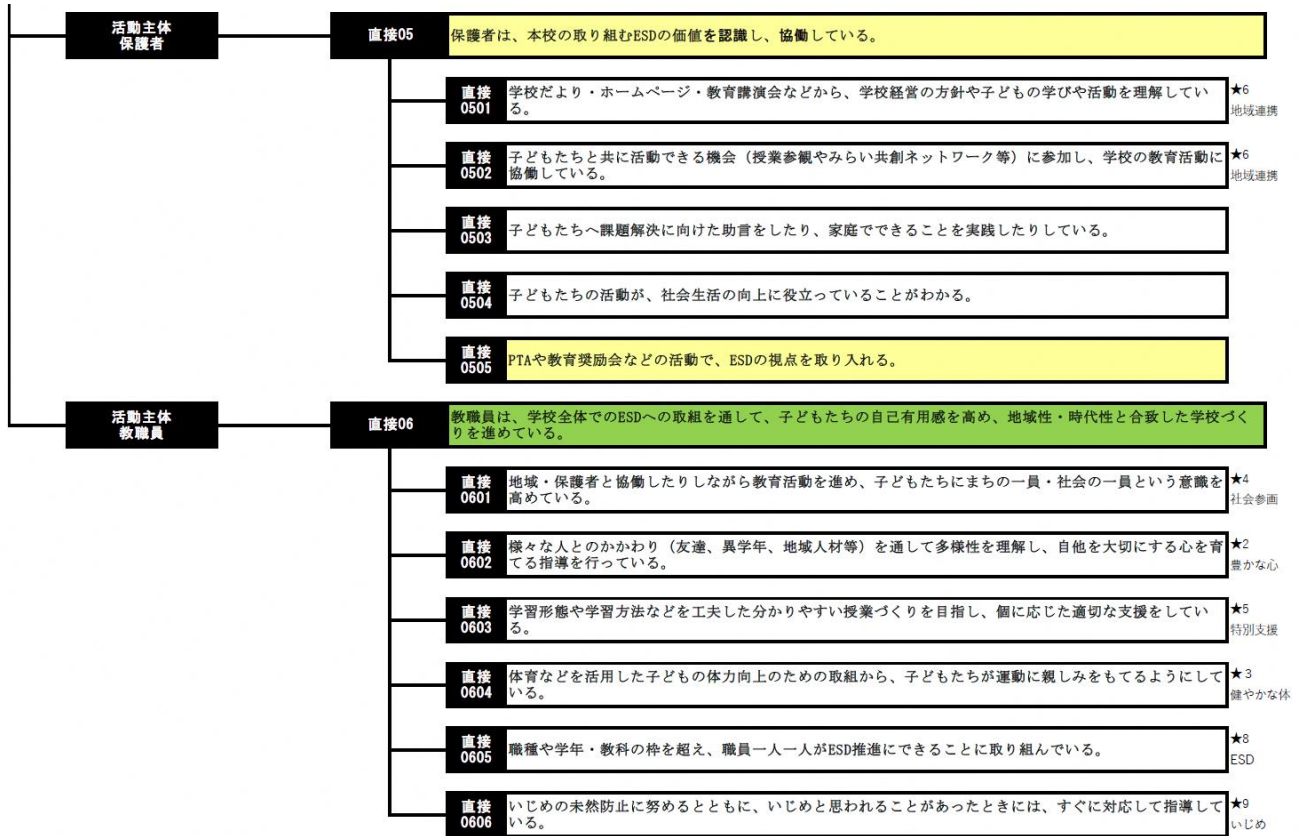 活動主体
保護者
直接05
保護者は、本校の取り組むESDの価値を認識し、協働している。
直接
0501
学校だより・ホームページ・教育講演会などから、学校経営の方針や子どもの学びや活動を理解してい
る。
★6
地域連携
直接
0502
子どもたちと共に活動できる機会（授業参観やみらい共創ネットワーク等）に参加し、学校の教育活動に
協働している。
★6
地域連携
直接
0503
子どもたちへ課題解決に向けた助言をしたり、家庭でできることを実践したりしている。
直接
0504
子どもたちの活動が、社会生活の向上に役立っていることがわかる。
直接
0505
PTAや教育奨励会などの活動で、ESDの視点を取り入れる。
活動主体
教職員
直接06
教職員は、学校全体でのESDへの取組を通して、子どもたちの自己有用感を高め、地域性・時代性と合致した学校づく
りを進めている。
直接
0601
地域・保護者と協働したりしながら教育活動を進め、子どもたちにまちの一員・社会の一員という意識を
高めている。
★4
社会参画
直接
0602
様々な人とのかかわり（友達、異学年、地域人材等）を通して多様性を理解し、自他を大切にする心を育
てる指導を行っている。
★2
豊かな心
直接
0603
学習形態や学習方法などを工夫した分かりやすい授業づくりを目指し、個に応じた適切な支援をしてい
る。
★5
特別支援
直接
0604
体育などを活用した子どもの体力向上のための取組から、子どもたちが運動に親しみをもてるようにして
いる。
★3
健やかな体
直接
0605
職種や学年・教科の枠を超え、職員一人一人がESD推進にできることに取り組んでいる。
★8
ESD
直接
0606
いじめの未然防止に努めるとともに、いじめと思われることがあったときには、すぐに対応して指導して
いる。
★9
いじめ